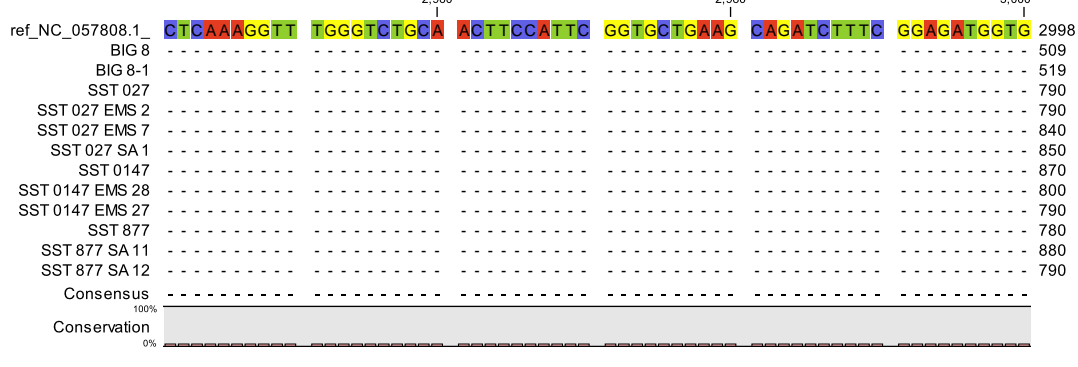 ref_NC_057808.1_ CTCAAAGGTT TGGGTCTGCA ACTTCCATTC GGTGCTGAAG CAGATCTTTC GGAGATGGTG 2998
BIG 8 ---------- ---------- ---------- ---------- ---------- ---------- 509
BIG 8-1 ---------- ---------- ---------- ---------- ---------- ---------- 519
SST 027 ---------- ---------- ---------- ---------- ---------- ---------- 790
SST 027 EMS 2 ---------- ---------- ---------- ---------- ---------- ---------- 790
SST 027 EMS 7 ---------- ---------- ---------- ---------- ---------- ---------- 840
SST 027 SA 1 ---------- ---------- ---------- ---------- ---------- ---------- 850
SST 0147 ---------- ---------- ---------- ---------- ---------- ---------- 870
SST 0147 EMS 28 ---------- ---------- ---------- ---------- ---------- ---------- 800
SST 0147 EMS 27 ---------- ---------- ---------- ---------- ---------- ---------- 790
SST 877 ---------- ---------- ---------- ---------- ---------- ---------- 780
SST 877 SA 11 ---------- ---------- ---------- ---------- ---------- ---------- 880
SST 877 SA 12 ---------- ---------- ---------- ---------- ---------- ---------- 790
Consensus ---------- ---------- ---------- ---------- ---------- ----------
100%
Conservation
0%